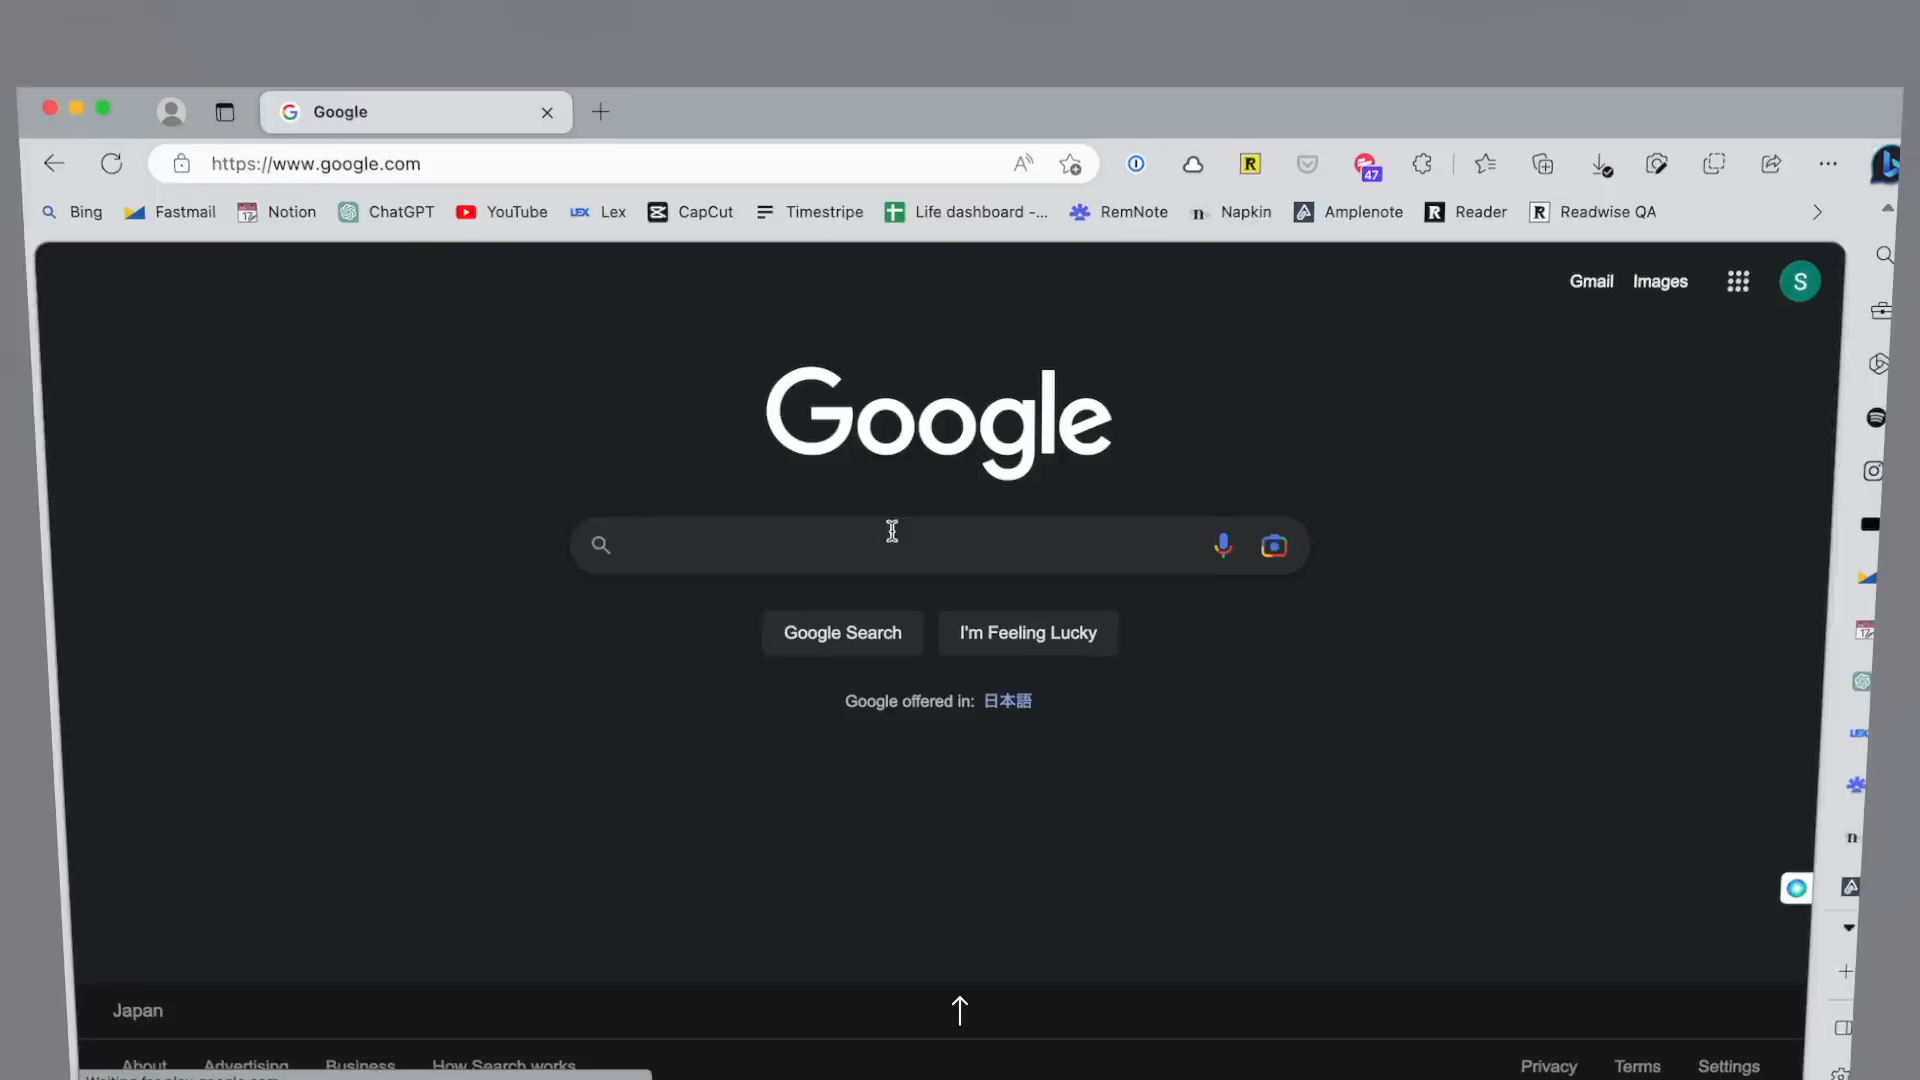 Google
https://www.google.com
47
Bing Fastmail Notion ChatGPT YouTube LEX Lex CapCut Timestripe Life dashboard -... RemNote n Napkin Amplenote R Reader R Readwise QA
Gmail Images S
Google
Google Search I'm Feeling Lucky
Google offered in: 日本語
Japan
About Advertising Business How Search works Privacy Terms Settings